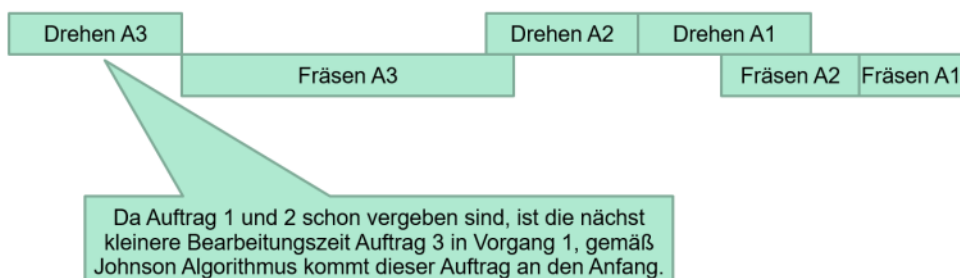 Drehen A3
Drehen A2
Drehen A1
Fräsen A3
Fräsen A2
Fräsen A1
Da Auftrag 1 und 2 schon vergeben sind, ist die nächst
kleinere Bearbeitungszeit Auftrag 3 in Vorgang 1, gemäß
Johnson Algorithmus kommt dieser Auftrag an den Anfang.